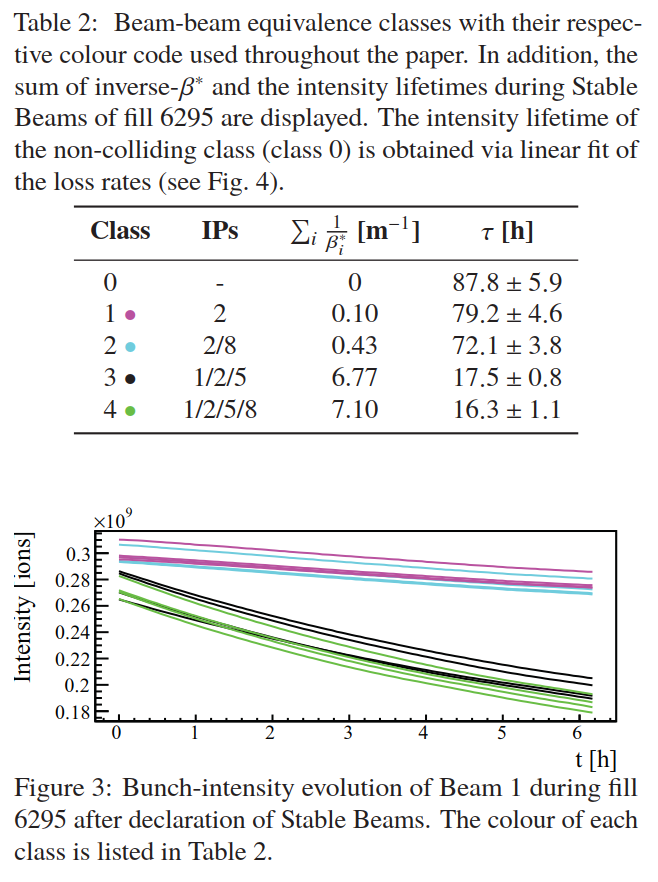 Table 2: Beam-beam equivalence classes with their respec-
tive colour code used throughout the paper. In addition, the
sum of inverse-β* and the intensity lifetimes during Stable
Beams of fill 6295 are displayed. The intensity lifetime of
the non-colliding class (class 0) is obtained via linear fit of
the loss rates (see Fig. 4).
Class IPs ∑i 1/βi* [m−1] τ [h]
0 - 0 87.8 ± 5.9
1 ● 2 0.10 79.2 ± 4.6
2 ● 2/8 0.43 72.1 ± 3.8
3 ● 1/2/5 6.77 17.5 ± 0.8
4 ● 1/2/5/8 7.10 16.3 ± 1.1
×10⁹
Intensity [ions]
0.3
0.28
0.26
0.24
0.22
0.2
0.18
0 1 2 3 4 5 6
t [h]
Figure 3: Bunch-intensity evolution of Beam 1 during fill
6295 after declaration of Stable Beams. The colour of each
class is listed in Table 2.